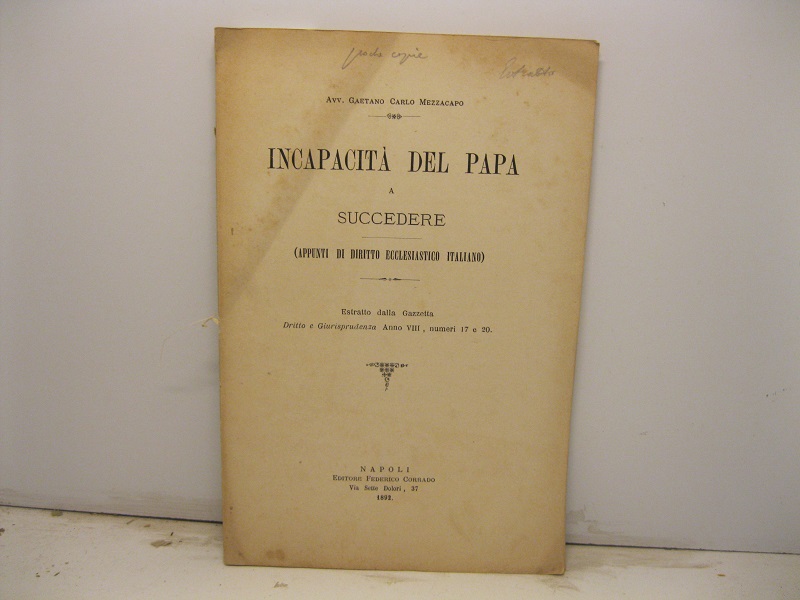 Estratto
Avv. Gaetano Carlo Mezzacapo
INCAPACITÀ DEL PAPA
A
SUCCEDERE
(APPUNTI DI DIRITTO ECCLESIASTICO ITALIANO)
Estratto dalla Gazzetta
Dritto e Giurisprudenza Anno VIII, numeri 17 e 20.
NAPOLI
Editore Federico Corrado
Via Sette Dolori, 37
1892.